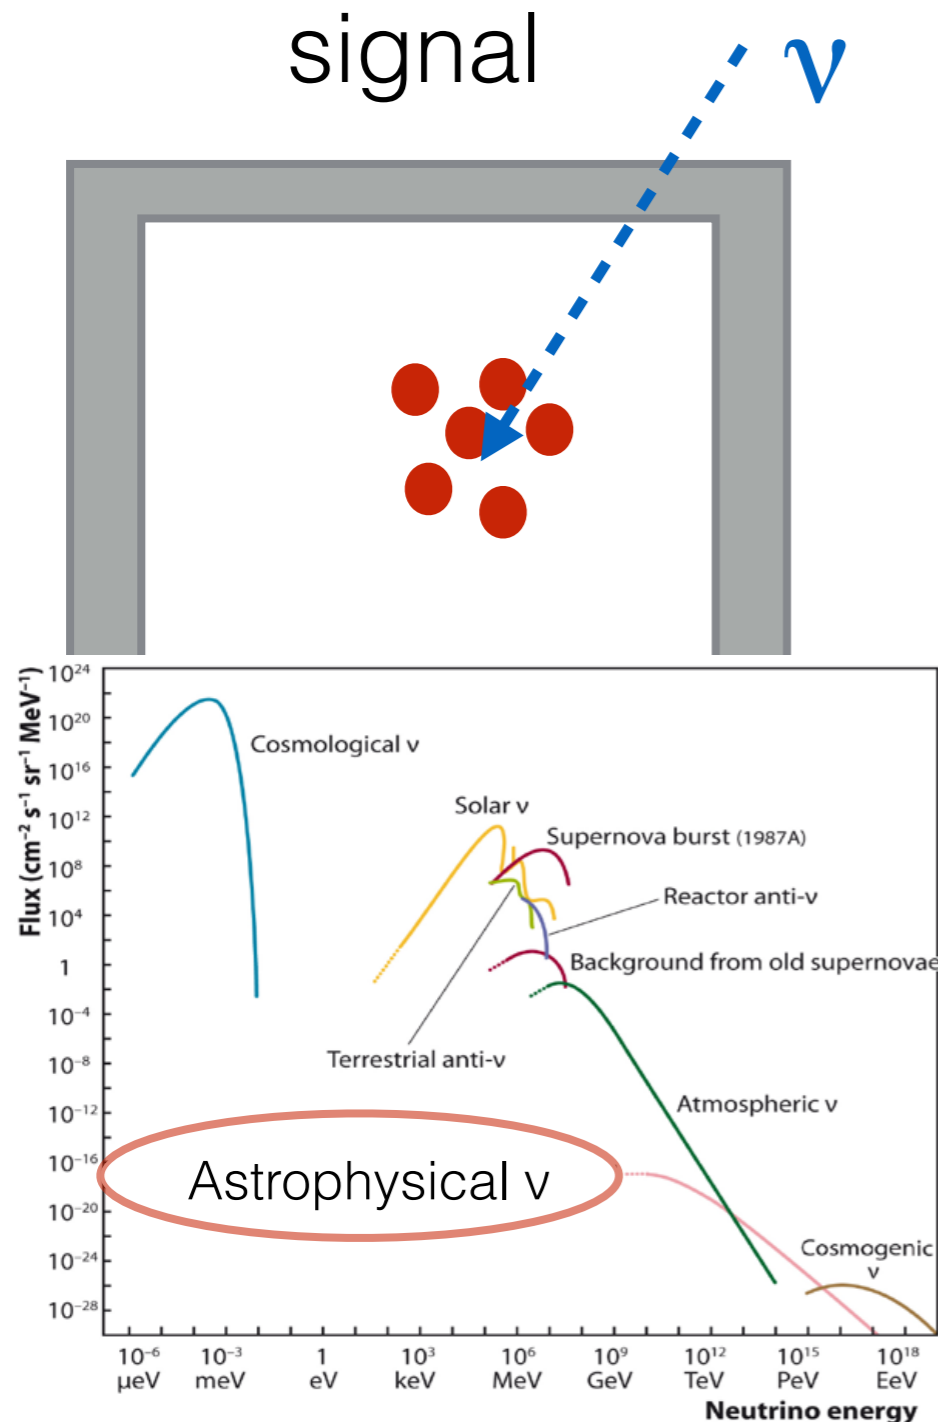 signal
ν
Flux (cm⁻² s⁻¹ sr⁻¹ MeV⁻¹)
10²⁴
10²⁰
10¹⁶
10¹²
10⁸
10⁴
1
10⁻⁴
10⁻⁸
10⁻¹²
10⁻¹⁶
10⁻²⁰
10⁻²⁴
10⁻²⁸
Cosmological ν
Solar ν
Supernova burst (1987A)
Reactor anti-ν
Background from old supernovae
Terrestrial anti-ν
Atmospheric ν
Astrophysical ν
Cosmogenic
ν
10⁻⁶ 10⁻³ 1 10³ 10⁶ 10⁹ 10¹² 10¹⁵ 10¹⁸
µeV meV eV keV MeV GeV TeV PeV EeV
Neutrino energy